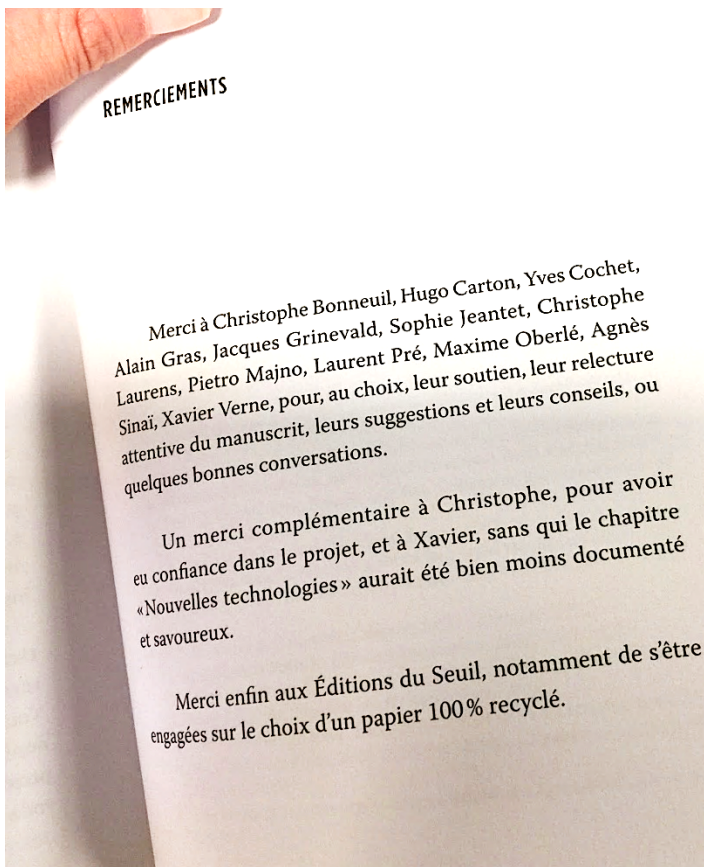 REMERCIEMENTS
Merci à Christophe Bonneuil, Hugo Carton, Yves Cochet,
Alain Gras, Jacques Grinevald, Sophie Jeantet, Christophe
Laurens, Pietro Majno, Laurent Pré, Maxime Oberlé, Agnès
Sinaï, Xavier Verne, pour, au choix, leur soutien, leur relecture
attentive du manuscrit, leurs suggestions et leurs conseils, ou
quelques bonnes conversations.
Un merci complémentaire à Christophe, pour avoir
eu confiance dans le projet, et à Xavier, sans qui le chapitre
«Nouvelles technologies» aurait été bien moins documenté
et savoureux.
Merci enfin aux Éditions du Seuil, notamment de s'être
engagées sur le choix d'un papier 100% recyclé.